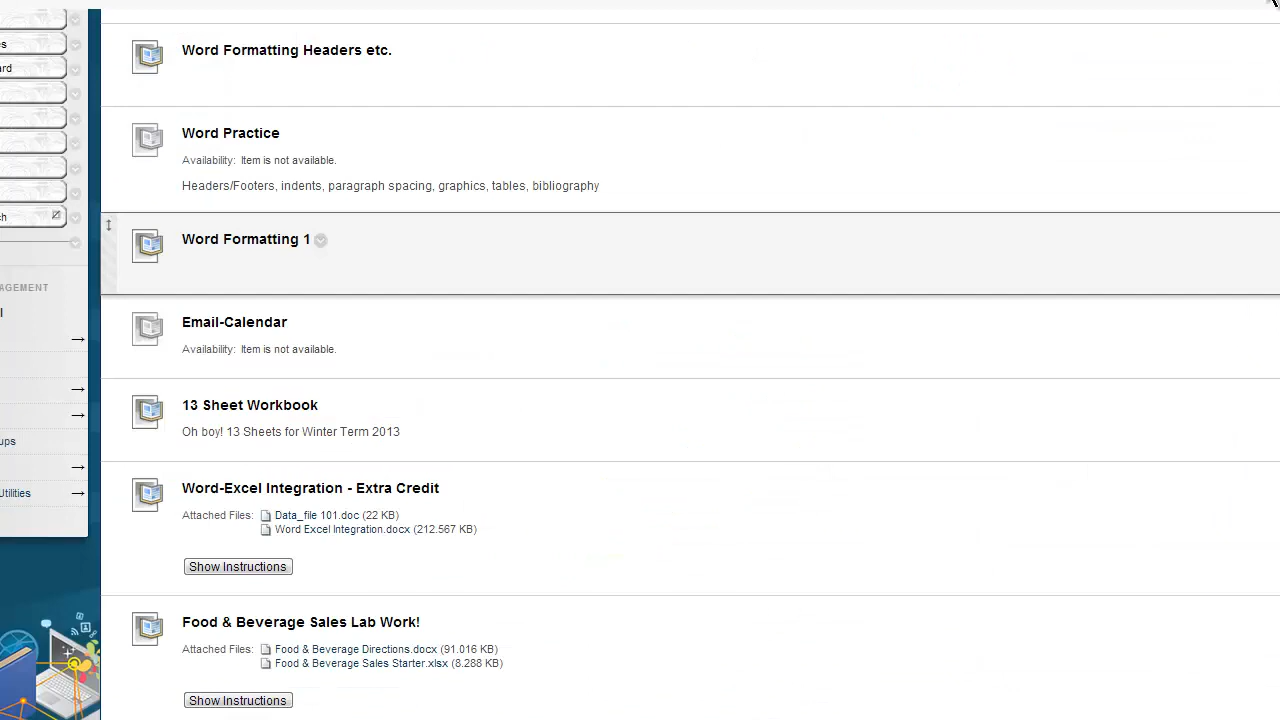 Word Formatting Headers etc.
es
ard
Word Practice
Availability: Item is not available.
Headers/Footers, indents, paragraph spacing, graphics, tables, bibliography
ch
Word Formatting 1
AGEMENT
l
Email-Calendar
Availability: Item is not available.
13 Sheet Workbook
Oh boy! 13 Sheets for Winter Term 2013
ups
Utilities
Word-Excel Integration - Extra Credit
Attached Files: Data_file 101.doc (22 KB)
Word Excel Integration.docx (212.567 KB)
Show Instructions
Food & Beverage Sales Lab Work!
Attached Files: Food & Beverage Directions.docx (91.016 KB)
Food & Beverage Sales Starter.xlsx (8.288 KB)
Show Instructions